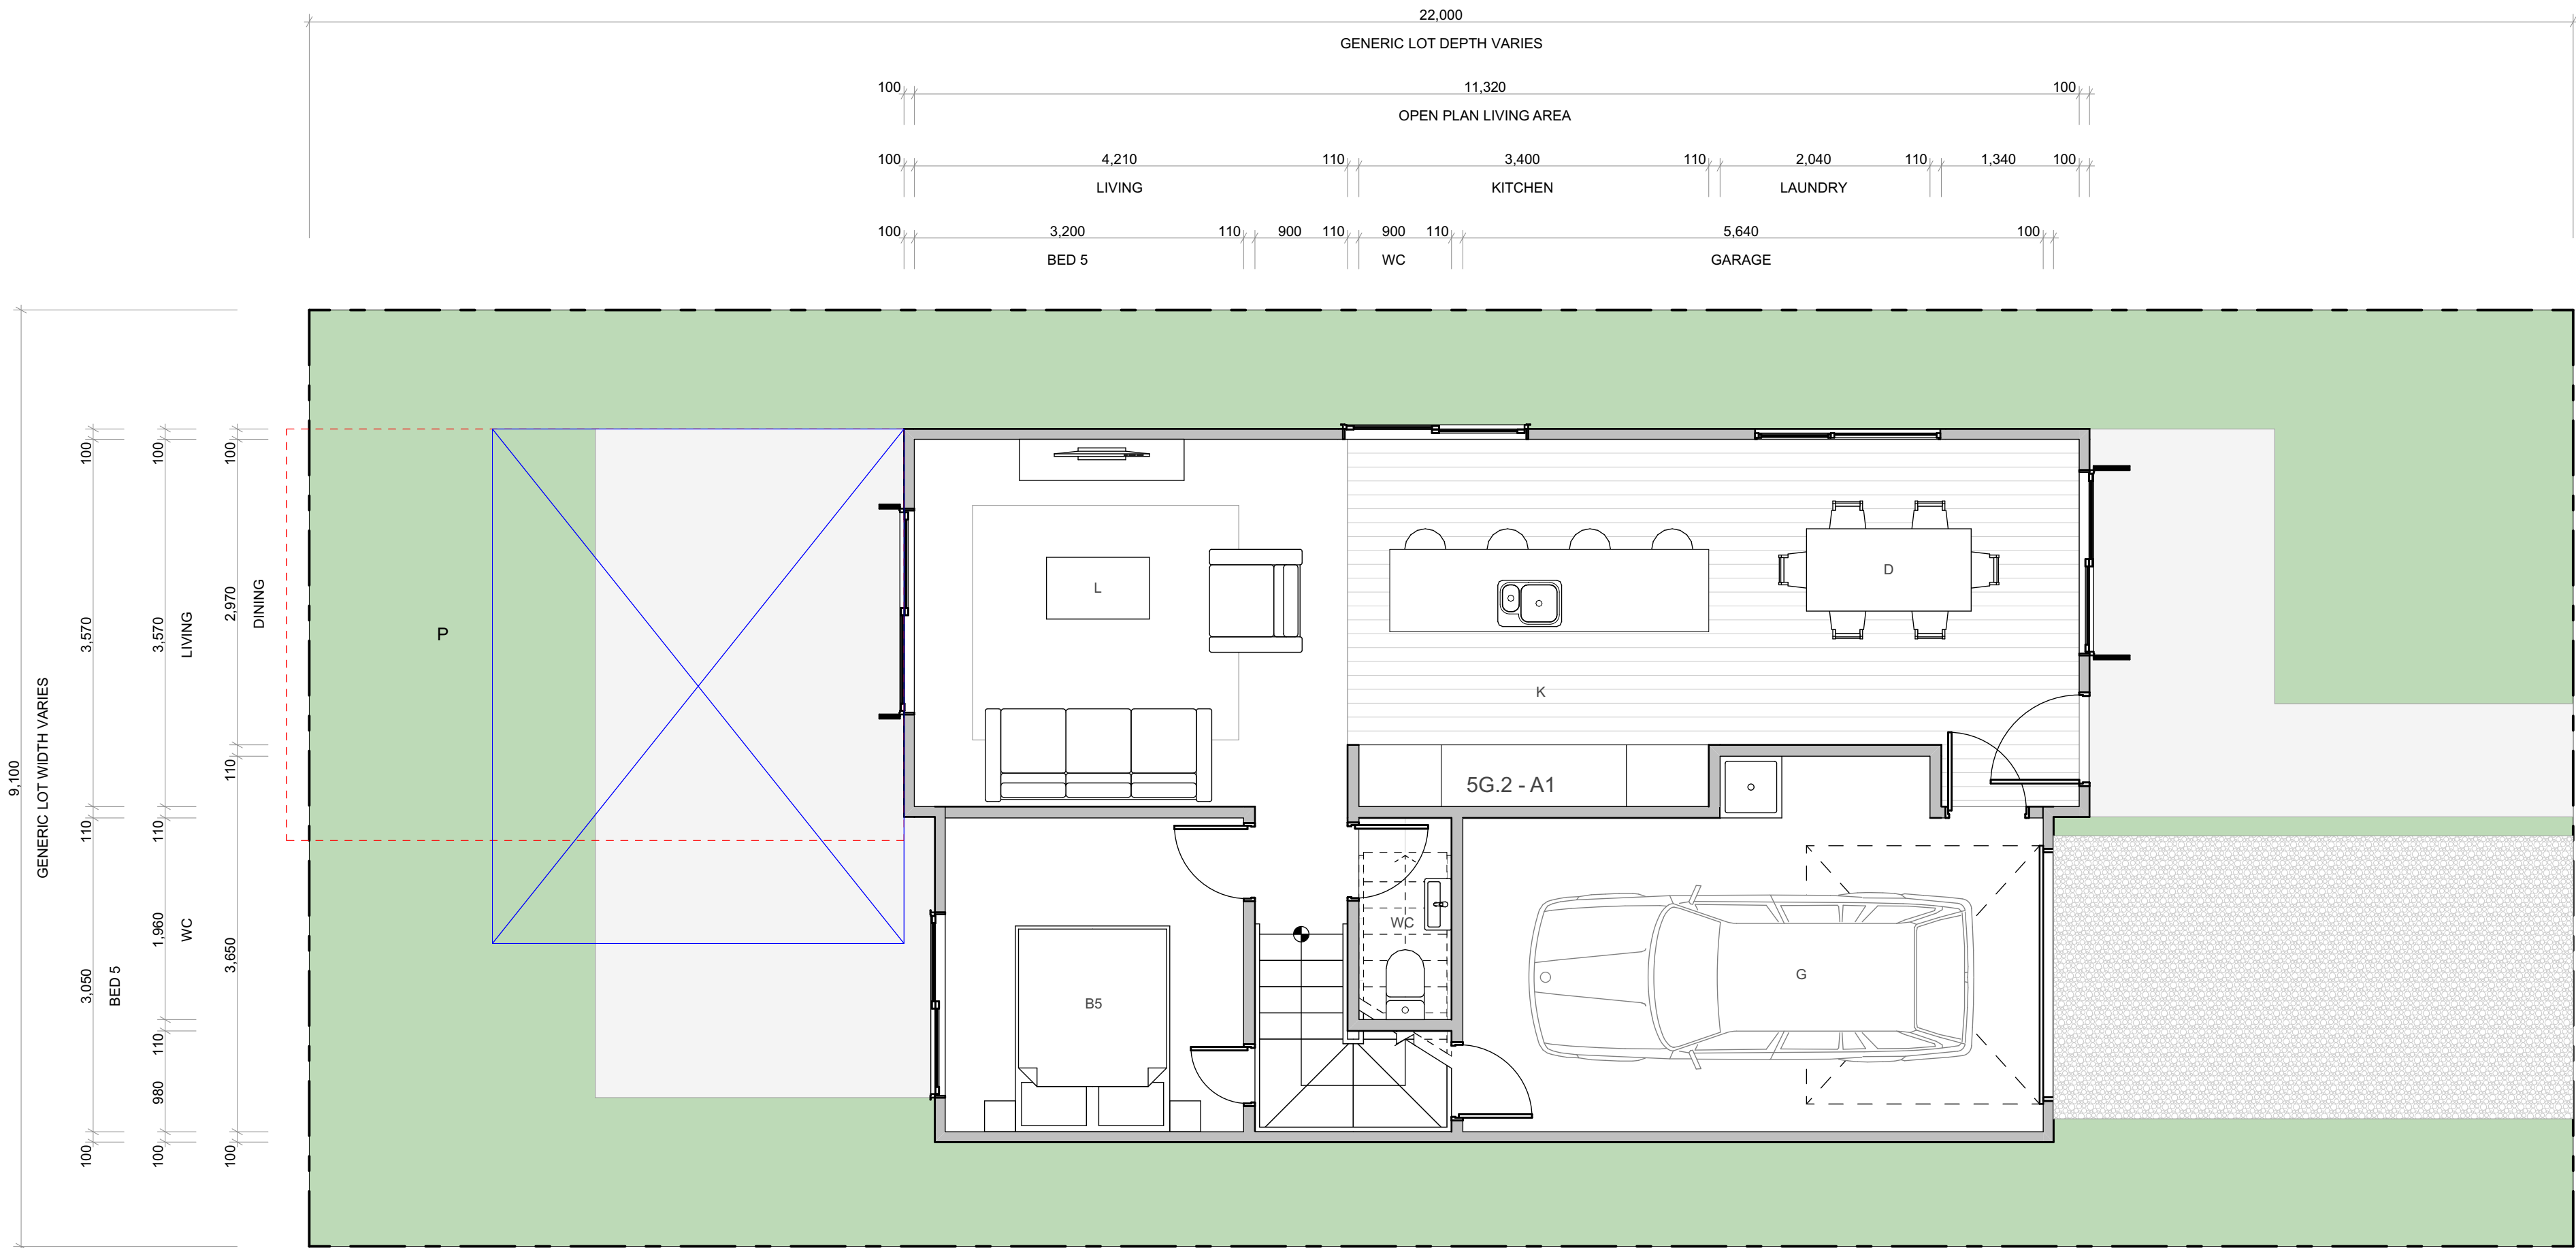 22,000
GENERIC LOT DEPTH VARIES
100 11,320 100
OPEN PLAN LIVING AREA
100 4,210 110 3,400 110 2,040 110 1,340 100
LIVING KITCHEN LAUNDRY
100 3,200 110 900 110 900 110 5,640 100
BED 5 WC GARAGE
9,100
GENERIC LOT WIDTH VARIES
100 3,570 110 3,050 100
BED 5
100 3,570 110 1,960 110 980 100
LIVING WC
100 2,970 110 3,650 100
DINING
P
L
D
K
5G.2 - A1
WC
G
B5